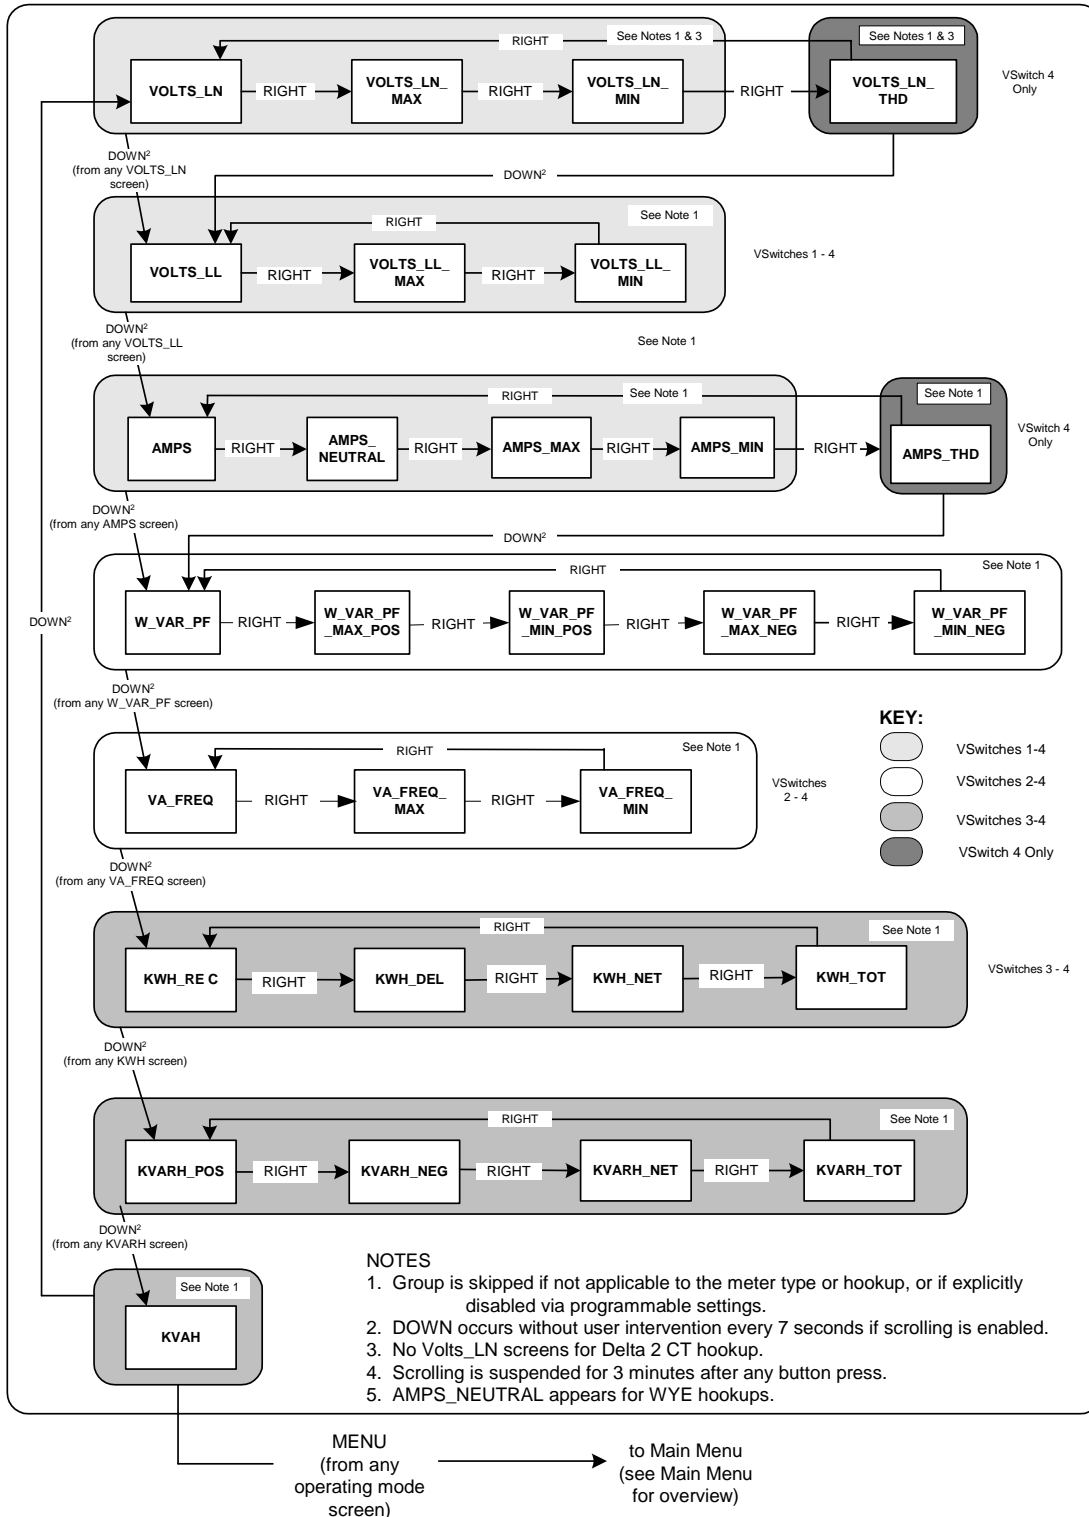 See Notes 1 & 3
RIGHT
See Notes 1 & 3
VSwitch 4
Only
VOLTS_LN
RIGHT
VOLTS_LN_
MAX
RIGHT
VOLTS_LN_
MIN
RIGHT
VOLTS_LN_
THD
DOWN²
(from any VOLTS_LN
screen)
DOWN²
RIGHT
See Note 1
VOLTS_LL
RIGHT
VOLTS_LL_
MAX
RIGHT
VOLTS_LL_
MIN
VSwitches 1 - 4
DOWN²
(from any VOLTS_LL
screen)
See Note 1
RIGHT
See Note 1
See Note 1
AMPS
RIGHT
AMPS_
NEUTRAL
RIGHT
AMPS_MAX
RIGHT
AMPS_MIN
RIGHT
AMPS_THD
VSwitch 4
Only
DOWN²
(from any AMPS screen)
DOWN²
See Note 1
RIGHT
W_VAR_PF
RIGHT
W_VAR_PF
_MAX_POS
RIGHT
W_VAR_PF
_MIN_POS
RIGHT
W_VAR_PF
_MAX_NEG
RIGHT
W_VAR_PF
_MIN_NEG
DOWN²
DOWN²
(from any W_VAR_PF screen)
See Note 1
RIGHT
VA_FREQ
RIGHT
VA_FREQ_
MAX
RIGHT
VA_FREQ_
MIN
VSwitches
2 - 4
KEY:
VSwitches 1-4
VSwitches 2-4
VSwitches 3-4
VSwitch 4 Only
DOWN²
(from any VA_FREQ screen)
RIGHT
See Note 1
KWH_RE C
RIGHT
KWH_DEL
RIGHT
KWH_NET
RIGHT
KWH_TOT
VSwitches 3 - 4
DOWN²
(from any KWH screen)
RIGHT
See Note 1
KVARH_POS
RIGHT
KVARH_NEG
RIGHT
KVARH_NET
RIGHT
KVARH_TOT
DOWN²
(from any KVARH screen)
See Note 1
KVAH
NOTES
1. Group is skipped if not applicable to the meter type or hookup, or if explicitly
disabled via programmable settings.
2. DOWN occurs without user intervention every 7 seconds if scrolling is enabled.
3. No Volts_LN screens for Delta 2 CT hookup.
4. Scrolling is suspended for 3 minutes after any button press.
5. AMPS_NEUTRAL appears for WYE hookups.
MENU
(from any
operating mode
screen)
to Main Menu
(see Main Menu
for overview)